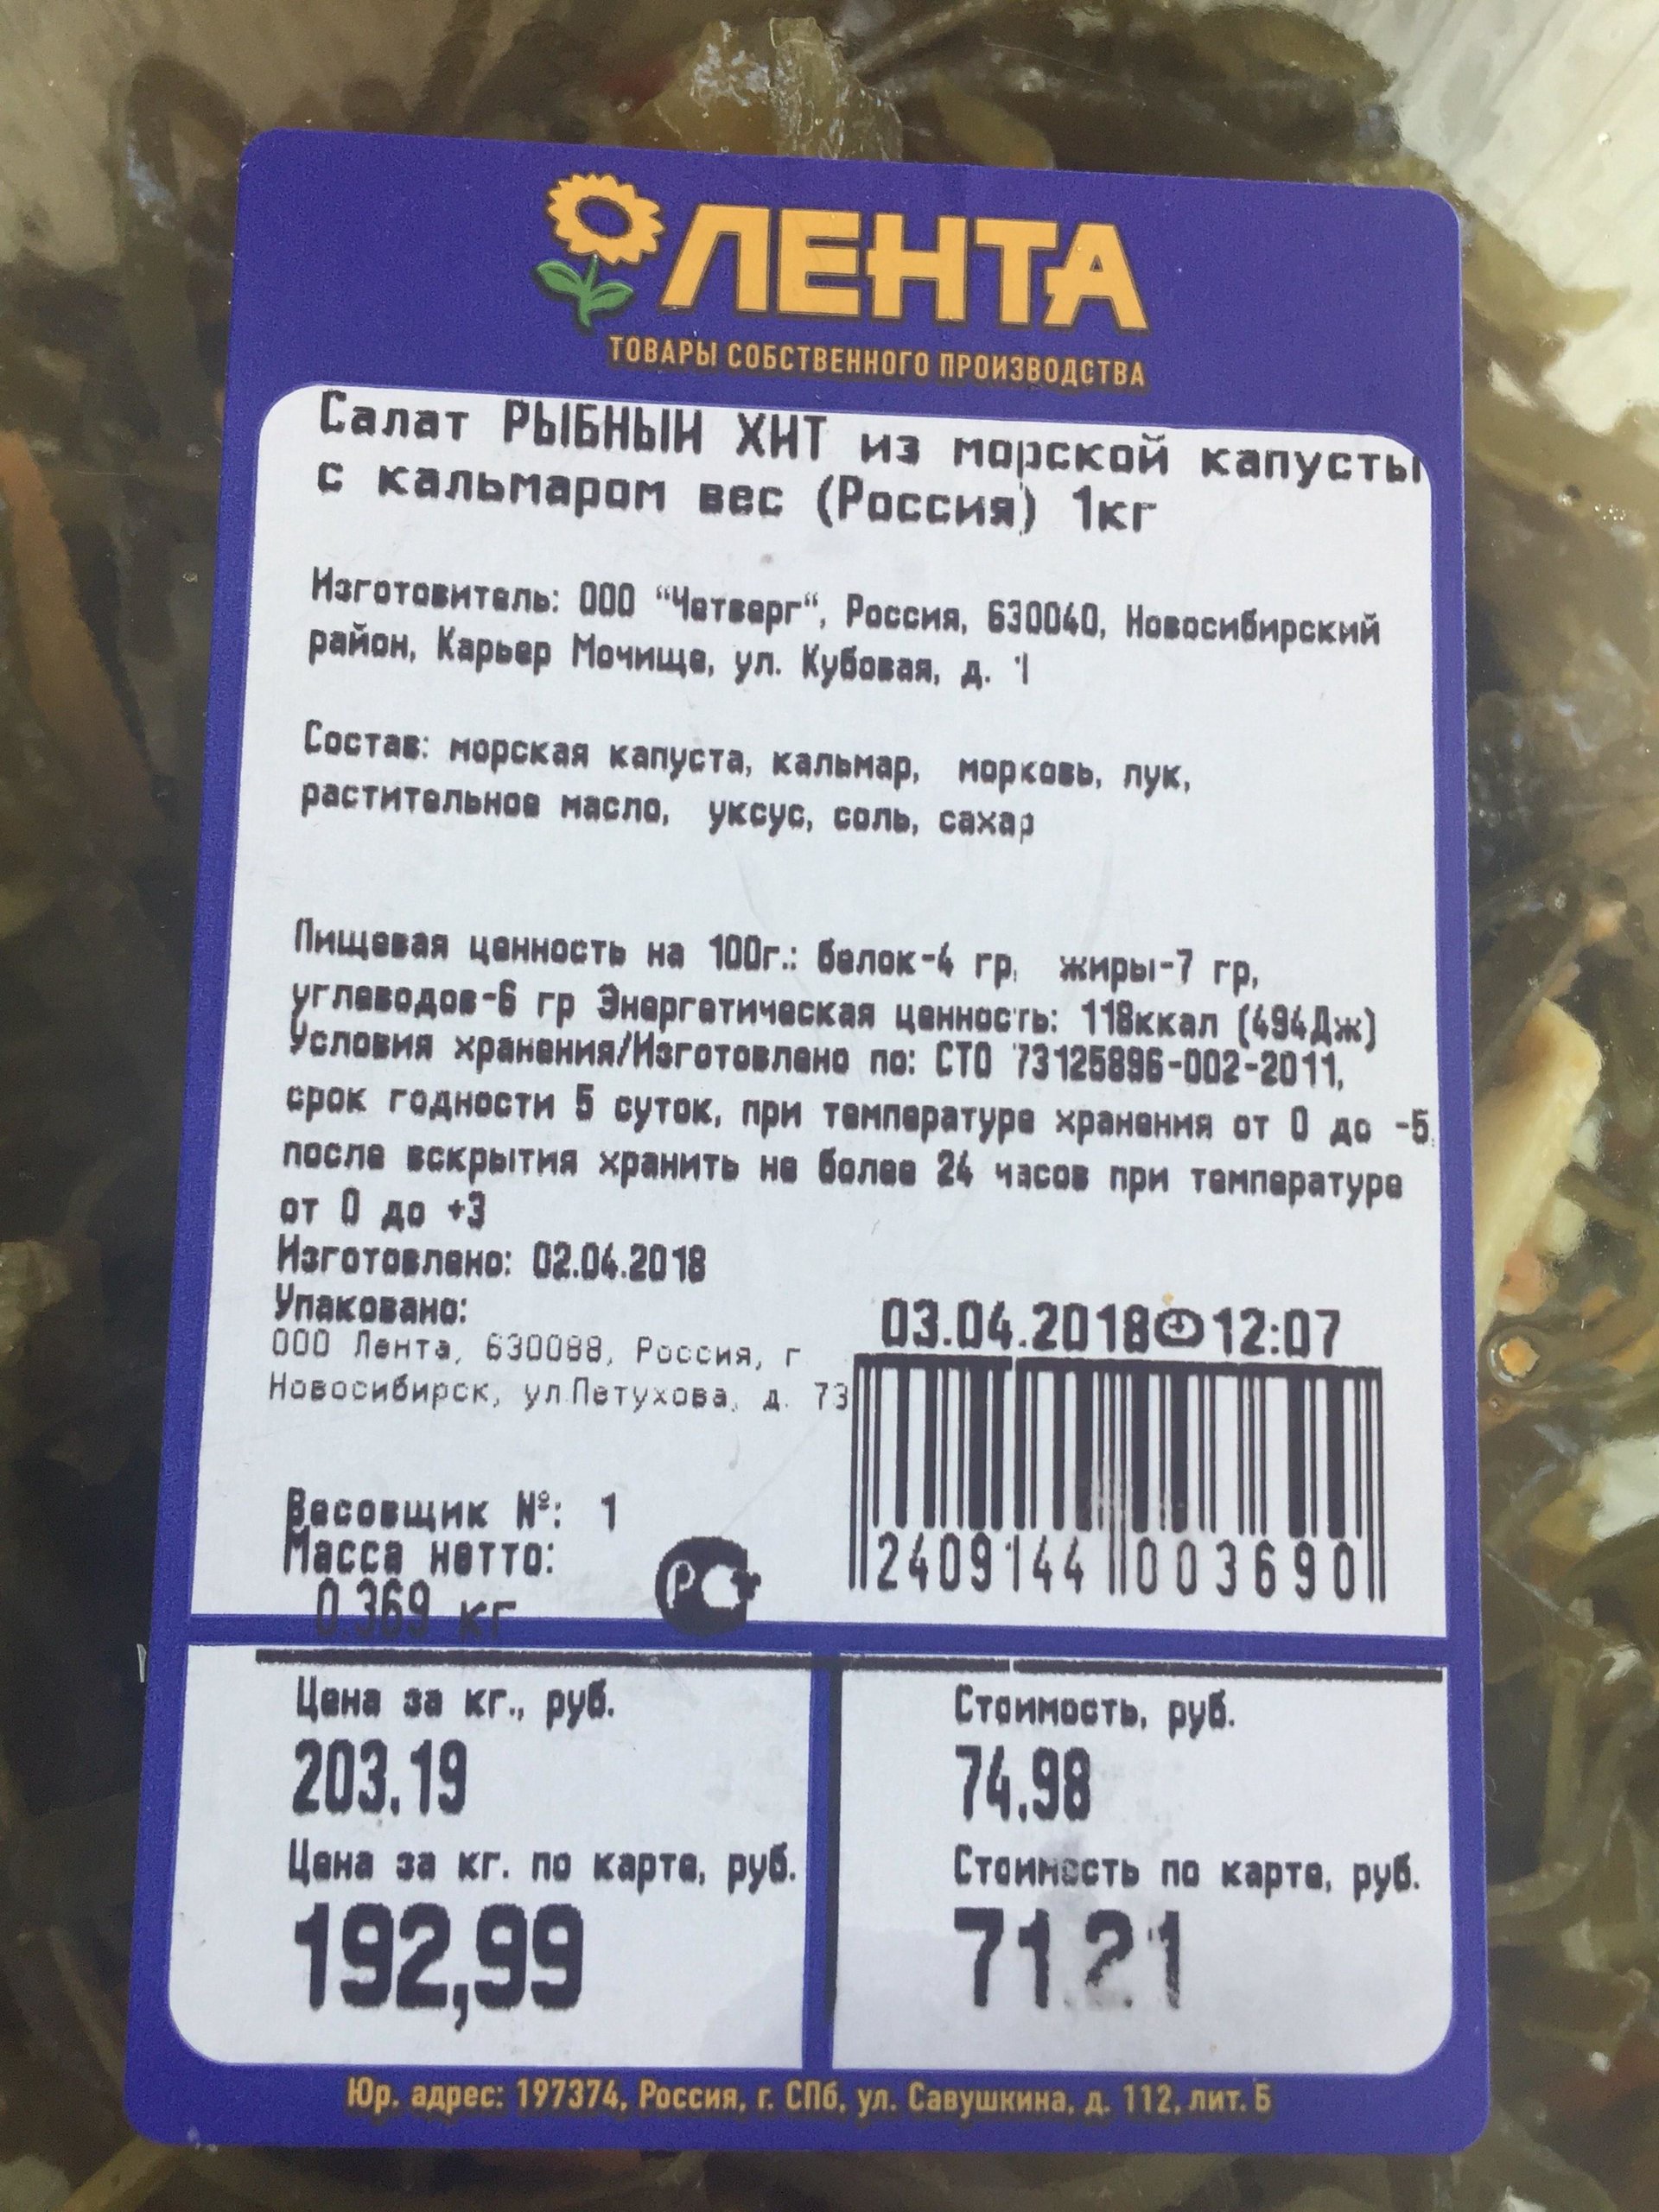 ЛЕНТА
ТОВАРЫ СОБСТВЕННОГО ПРОИЗВОДСТВА
Салат РЫБНЫЙ ХИТ из морской капусты
с кальмаром вес (Россия) 1кг
Изготовитель: ООО "Четверг", Россия, 630040, Новосибирский
район, Карьер Мочище, ул. Кубовая, д. 1
Состав: морская капуста, кальмар, морковь, лук,
растительное масло, уксус, соль, сахар
Пищевая ценность на 100г.: белок-4 гр, жиры-7 гр,
углеводов-6 гр Энергетическая ценность: 118ккал (494Дж)
Условия хранения/Изготовлено по: СТО 73125896-002-2011,
срок годности 5 суток, при температуре хранения от 0 до -5,
после вскрытия хранить не более 24 часов при температуре
от 0 до +3
Изготовлено: 02.04.2018
Упаковано:
03.04.2018 12:07
ООО Лента, 630088, Россия, г
Новосибирск, ул.Петухова, д. 73
2409144 003690
Весовщик №: 1
Масса нетто:
0.369 кг
РС
Цена за кг., руб.
203.19
Стоимость, руб.
74.98
Цена за кг. по карте, руб.
192,99
Стоимость по карте, руб.
71.21
Юр. адрес: 197374, Россия, г. СПб, ул. Савушкина, д. 112, лит. Б